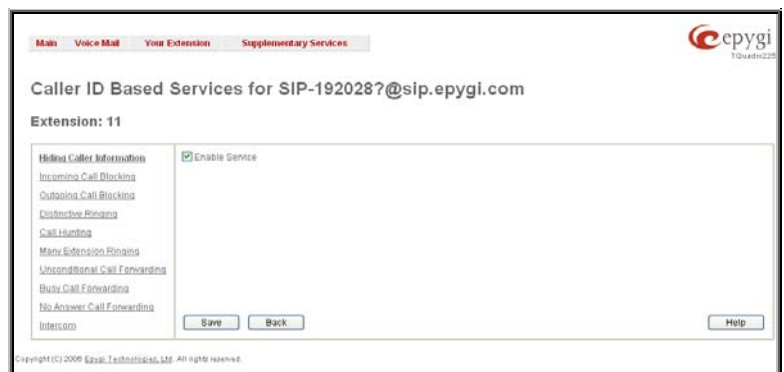 Main Voice Mail Your Extension Supplementary Services
epygi
TQuadro225
Caller ID Based Services for SIP-192028?@sip.epygi.com
Extension: 11
Hiding Caller Information
Enable Service
Incoming Call Blocking
Outgoing Call Blocking
Distinctive Ringing
Call Hunting
Many Extension Ringing
Unconditional Call Forwarding
Busy Call Forwarding
No Answer Call Forwarding
Intercom
Save Back Help
Copyright (C) 2006 Epygi Technologies, Ltd. All rights reserved.